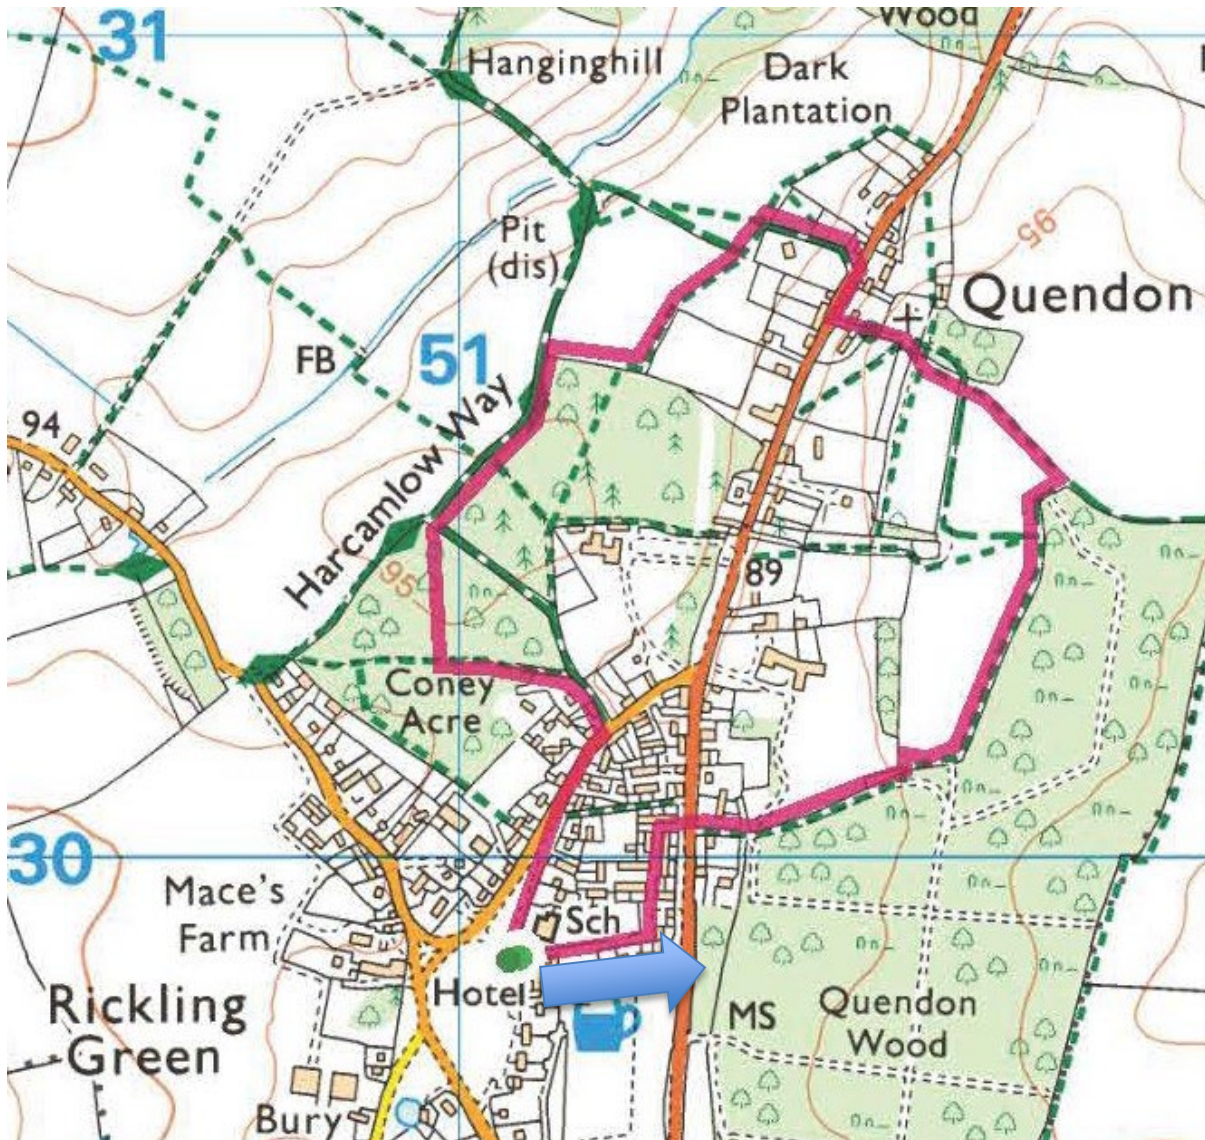 31
Wood
Hanginghill
Dark
Plantation
Pit
(dis)
95
Quendon
FB
51
94
Harcamlow Way
89
95
Coney
Acre
30
Mace's
Farm
Sch
Hotel
Rickling
Green
MS
Quendon
Wood
Bury